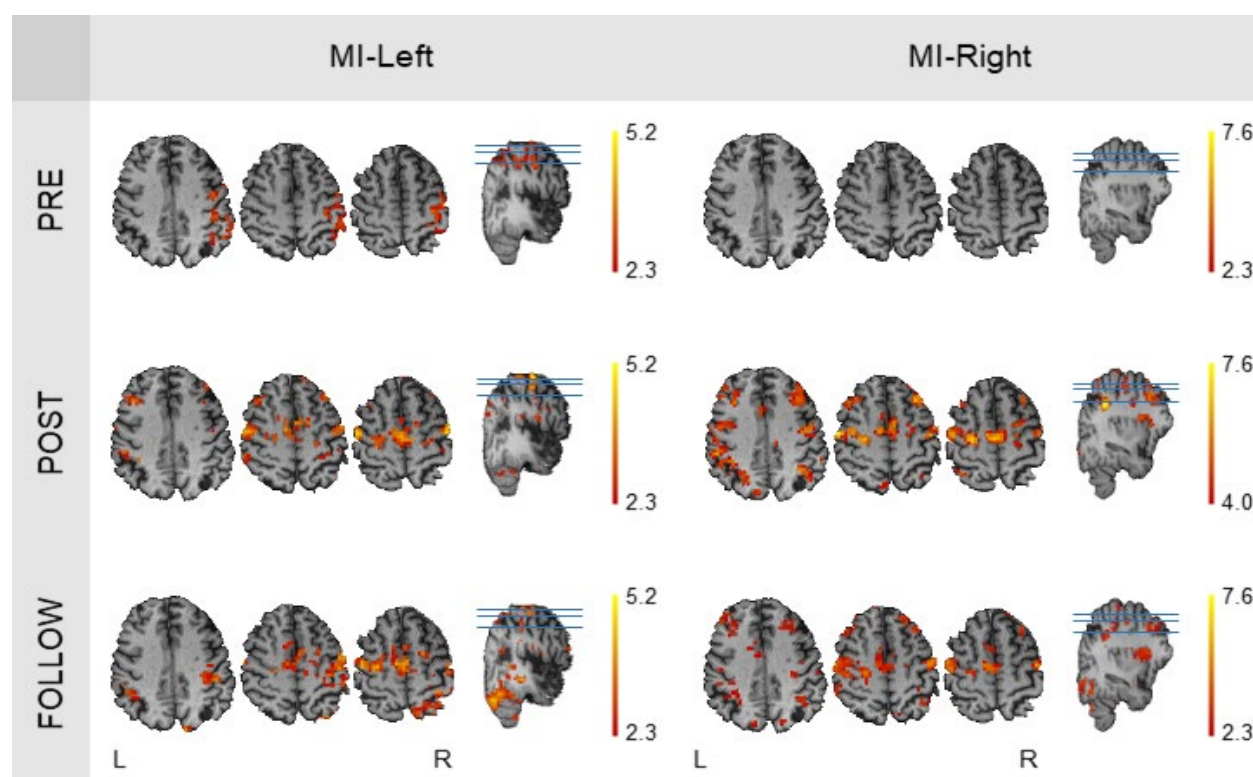 MI-Left MI-Right
PRE
5.2 7.6
2.3 2.3
POST
5.2 7.6
2.3 4.0
FOLLOW
5.2 7.6
2.3 2.3
L R L R